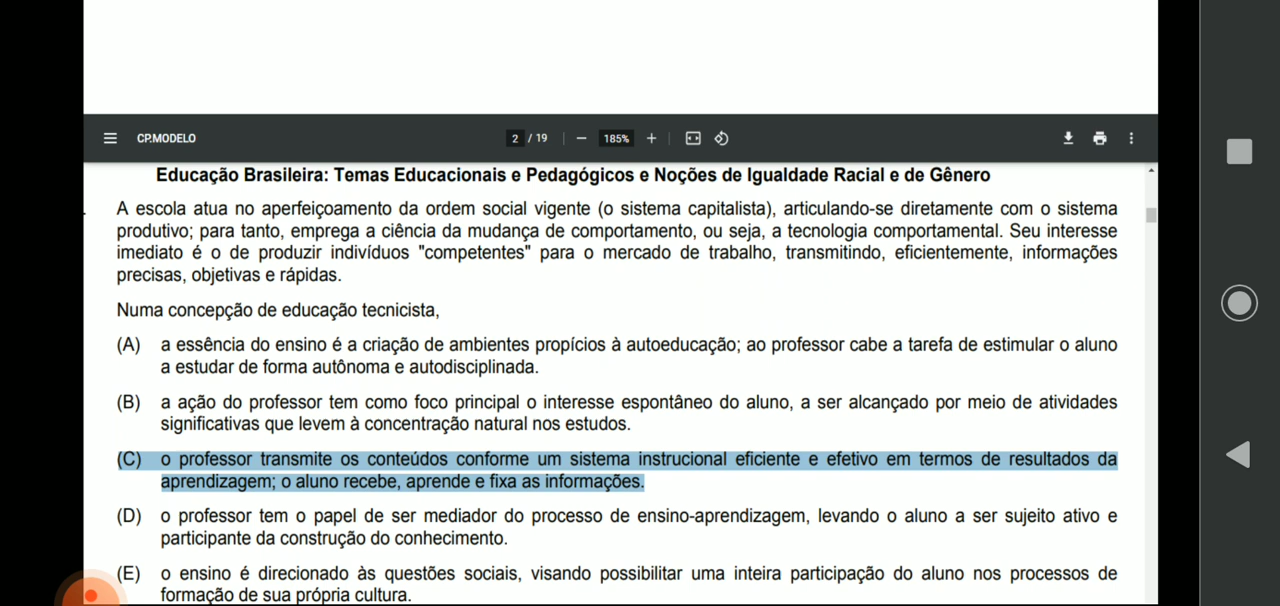 CP.MODELO
2 / 19
185%
Educação Brasileira: Temas Educacionais e Pedagógicos e Noções de Igualdade Racial e de Gênero
A escola atua no aperfeiçoamento da ordem social vigente (o sistema capitalista), articulando-se diretamente com o sistema
produtivo; para tanto, emprega a ciência da mudança de comportamento, ou seja, a tecnologia comportamental. Seu interesse
imediato é o de produzir indivíduos "competentes" para o mercado de trabalho, transmitindo, eficientemente, informações
precisas, objetivas e rápidas.
Numa concepção de educação tecnicista,
(A) a essência do ensino é a criação de ambientes propícios à autoeducação; ao professor cabe a tarefa de estimular o aluno
a estudar de forma autônoma e autodisciplinada.
(B) a ação do professor tem como foco principal o interesse espontâneo do aluno, a ser alcançado por meio de atividades
significativas que levem à concentração natural nos estudos.
(C) o professor transmite os conteúdos conforme um sistema instrucional eficiente e efetivo em termos de resultados da
aprendizagem; o aluno recebe, aprende e fixa as informações.
(D) o professor tem o papel de ser mediador do processo de ensino-aprendizagem, levando o aluno a ser sujeito ativo e
participante da construção do conhecimento.
(E) o ensino é direcionado às questões sociais, visando possibilitar uma inteira participação do aluno nos processos de
formação de sua própria cultura.